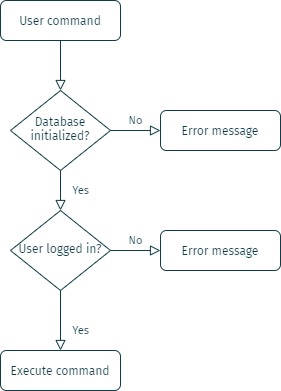 User command
Database
initialized?
No
Error message
Yes
User logged in?
No
Error message
Yes
Execute command